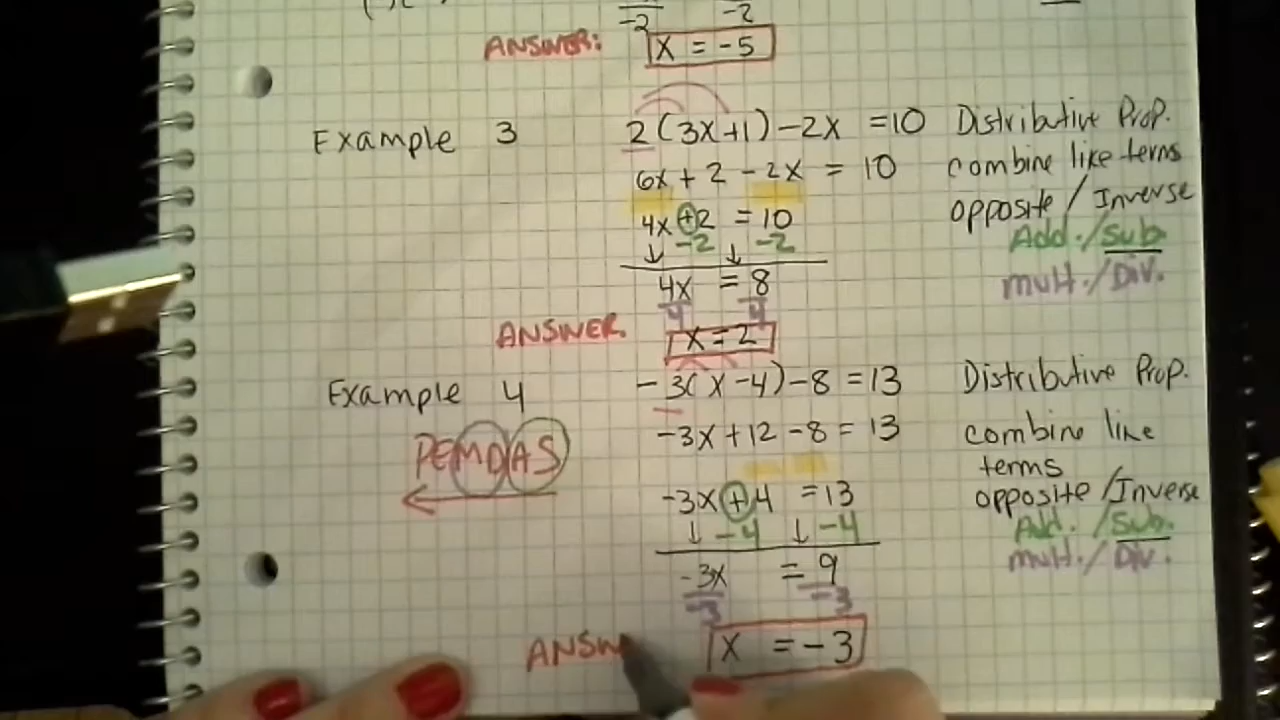 -2 -2
ANSWER: x = -5
Example 3 2(3x+1)-2x =10 Distributive Prop.
6x + 2 - 2x = 10 combine like terms
4x +2 = 10 opposite / Inverse
↓ -2 ↓ -2 Add./Sub.
4x = 8 mult./Div.
4 4
ANSWER. x = 2
Example 4 -3(x-4)-8 = 13 Distributive Prop.
PEMDAS -3x +12 -8 = 13 combine like
terms
-3x + 4 = 13 opposite /Inverse
↓ -4 ↓ -4 Add. /Sub.
-3x = 9 mult./Div.
-3 -3
ANSW x = -3